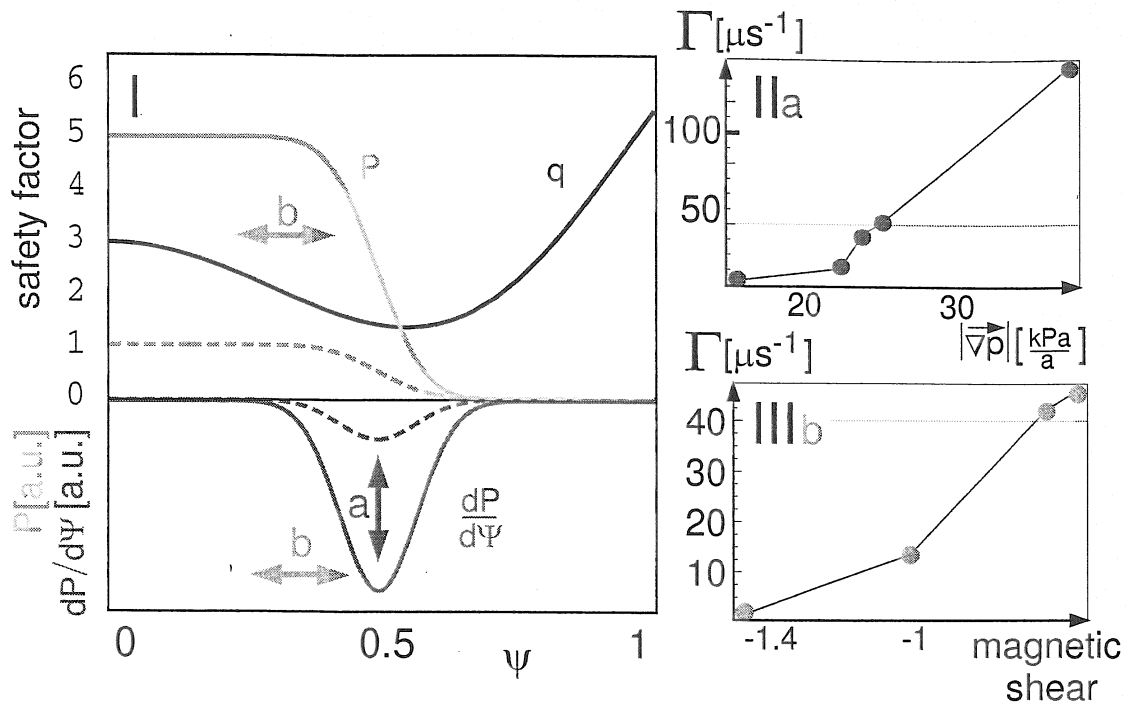 I
safety factor
6
5
4
3
2
1
0
P
q
b
P[a.u.]
dP/dΨ [a.u.]
a
b
dP
dΨ
0
0.5
1
ψ
Γ[μs-1]
IIa
100
50
20
30
|∇p| [kPa/a]
Γ[μs-1]
IIIb
40
30
20
10
-1.4
-1
magnetic
shear